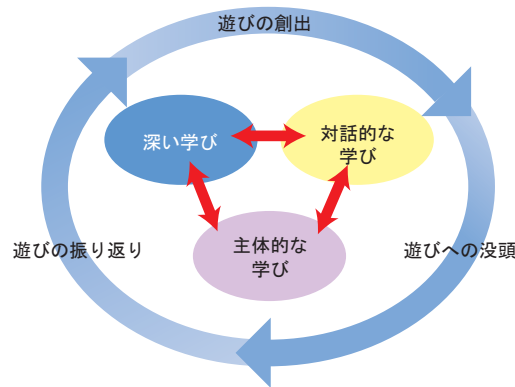 遊びの創出
深い学び
対話的な
学び
主体的な
学び
遊びの振り返り
遊びへの没頭